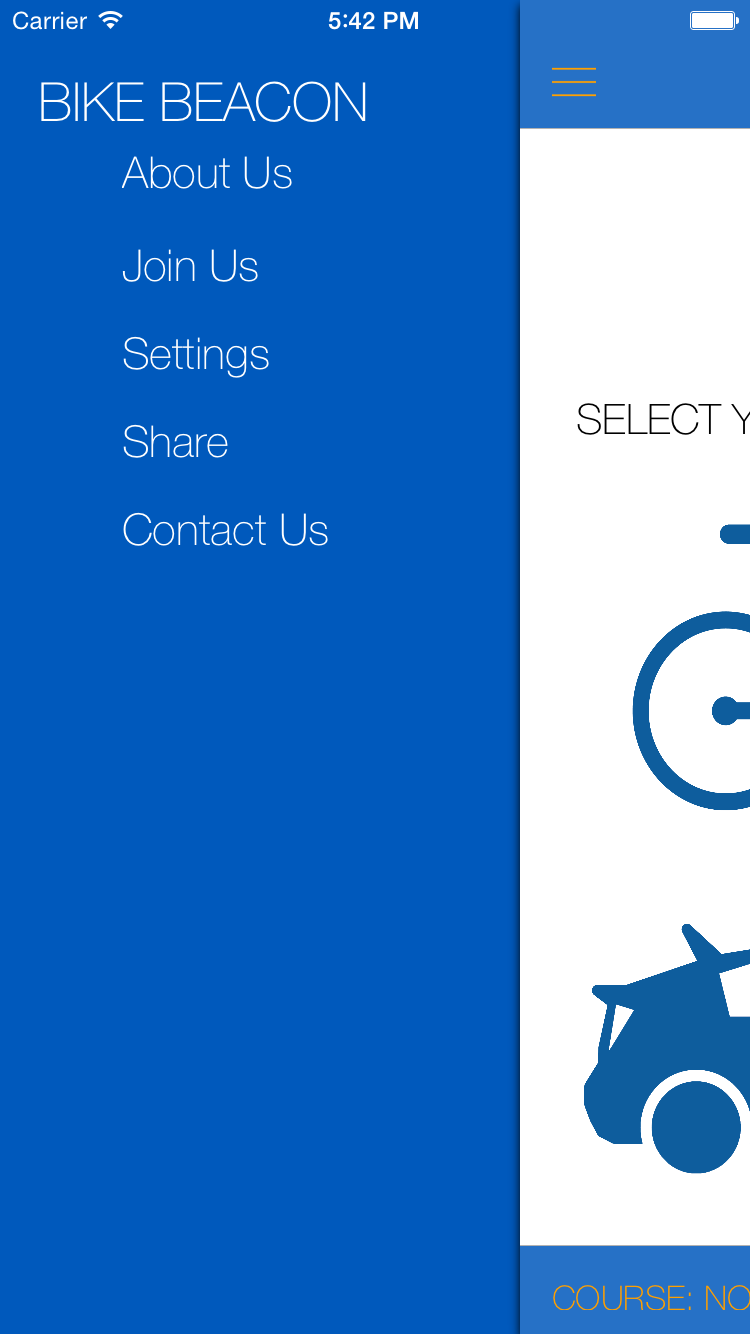 Carrier 5:42 PM
BIKE BEACON
About Us
Join Us
Settings
Share
Contact Us
SELECT Y
COURSE: NO